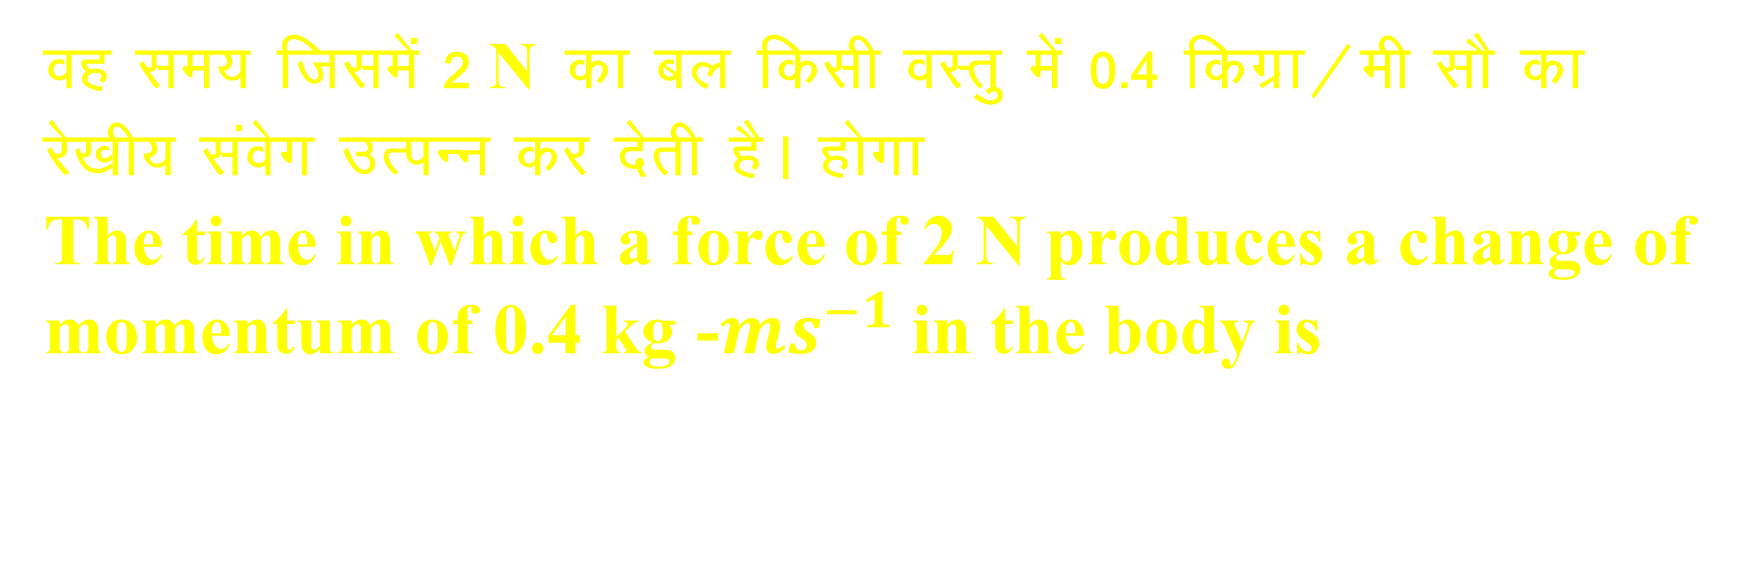 वह समय जिसमें 2 N का बल किसी वस्तु में 0.4 किग्रा/मी सौ का
रेखीय संवेग उत्पन्न कर देती है। होगा
The time in which a force of 2 N produces a change of
momentum of 0.4 kg -ms⁻¹ in the body is